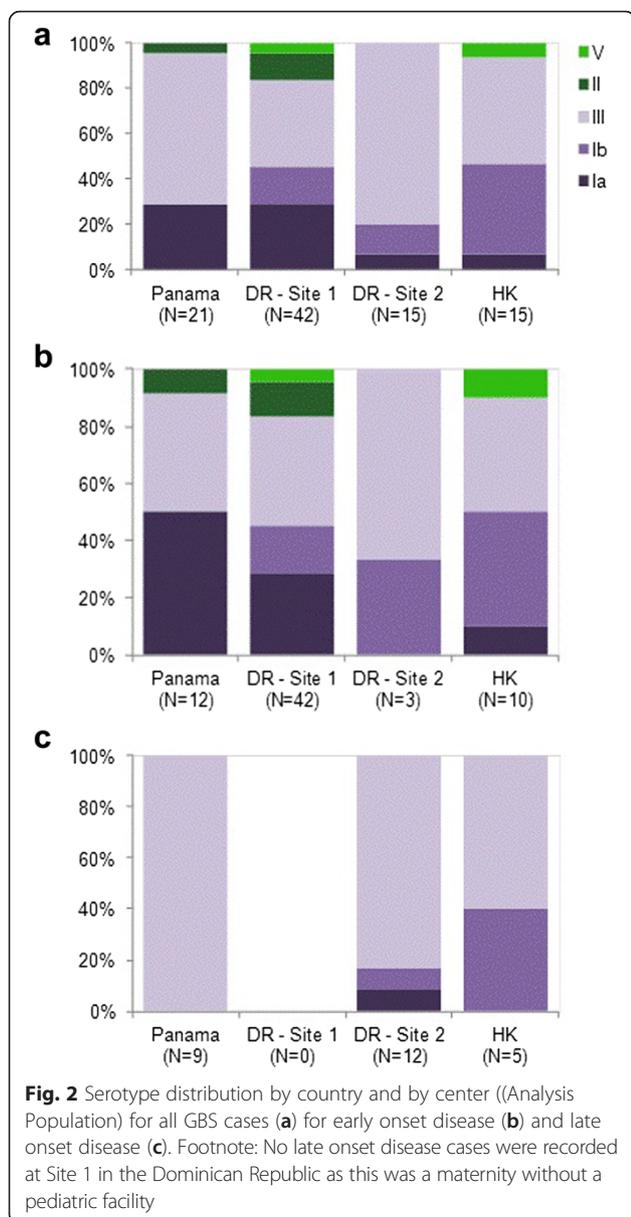 a
100%
80%
60%
40%
20%
0%
V
II
III
Ib
Ia
Panama DR - Site 1 DR - Site 2 HK
(N=21) (N=42) (N=15) (N=15)
b
100%
80%
60%
40%
20%
0%
Panama DR - Site 1 DR - Site 2 HK
(N=12) (N=42) (N=3) (N=10)
c
100%
80%
60%
40%
20%
0%
Panama DR - Site 1 DR - Site 2 HK
(N=9) (N=0) (N=12) (N=5)
Fig. 2 Serotype distribution by country and by center ((Analysis
Population) for all GBS cases (a) for early onset disease (b) and late
onset disease (c). Footnote: No late onset disease cases were recorded
at Site 1 in the Dominican Republic as this was a maternity without a
pediatric facility